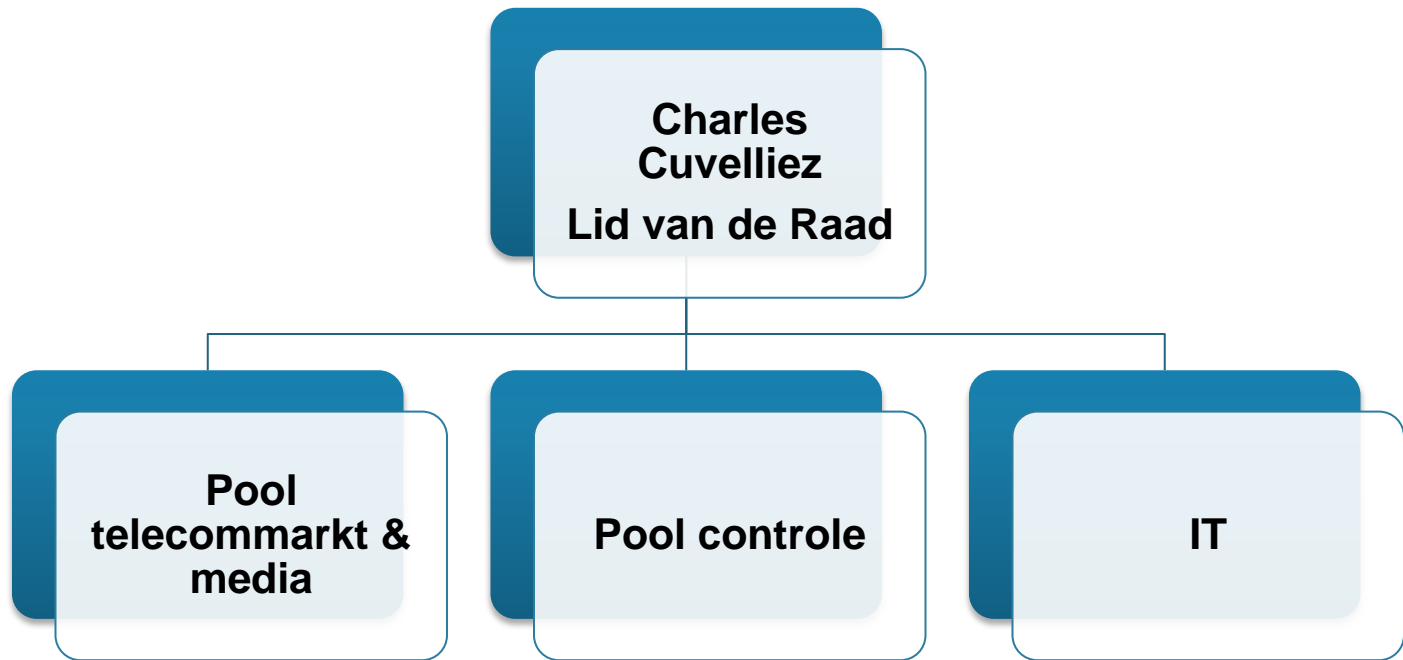 Charles
Cuvelliez
Lid van de Raad
Pool
telecommarkt &
media
Pool controle
IT